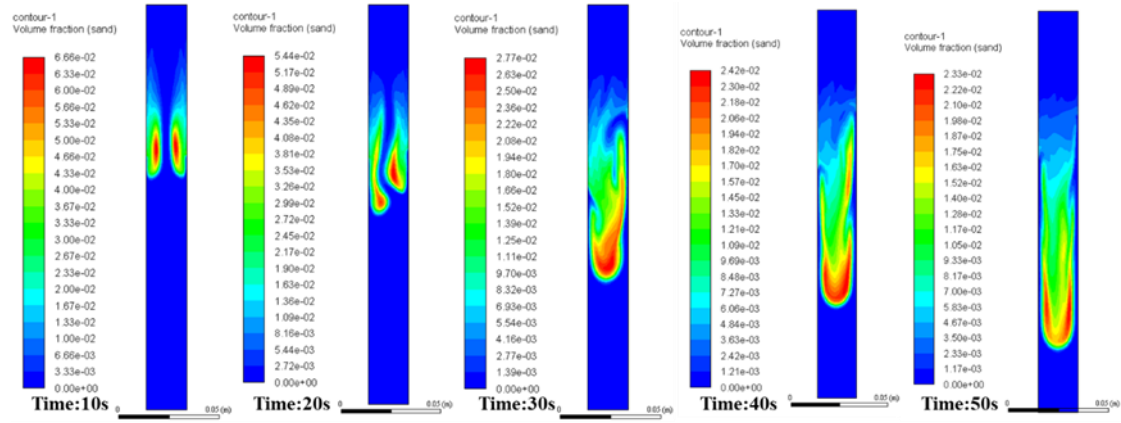 contour-1
Volume fraction (sand)
6.66e-02
6.33e-02
6.00e-02
5.66e-02
5.33e-02
5.00e-02
4.66e-02
4.33e-02
4.00e-02
3.67e-02
3.33e-02
3.00e-02
2.67e-02
2.33e-02
2.00e-02
1.67e-02
1.33e-02
1.00e-02
6.66e-03
3.33e-03
0.00e+00
Time:10s
0 0.05 (m)
contour-1
Volume fraction (sand)
5.44e-02
5.17e-02
4.89e-02
4.62e-02
4.35e-02
4.08e-02
3.81e-02
3.53e-02
3.26e-02
2.99e-02
2.72e-02
2.45e-02
2.17e-02
1.90e-02
1.63e-02
1.36e-02
1.09e-02
8.16e-03
5.44e-03
2.72e-03
0.00e+00
Time:20s
0 0.05 (m)
contour-1
Volume fraction (sand)
2.77e-02
2.63e-02
2.50e-02
2.36e-02
2.22e-02
2.08e-02
1.94e-02
1.80e-02
1.66e-02
1.52e-02
1.39e-02
1.25e-02
1.11e-02
9.70e-03
8.32e-03
6.93e-03
5.54e-03
4.16e-03
2.77e-03
1.39e-03
0.00e+00
Time:30s
0 0.05 (m)
contour-1
Volume fraction (sand)
2.42e-02
2.30e-02
2.18e-02
2.06e-02
1.94e-02
1.82e-02
1.70e-02
1.57e-02
1.45e-02
1.33e-02
1.21e-02
1.09e-02
9.69e-03
8.48e-03
7.27e-03
6.06e-03
4.84e-03
3.63e-03
2.42e-03
1.21e-03
0.00e+00
Time:40s
0 0.05 (m)
contour-1
Volume fraction (sand)
2.33e-02
2.22e-02
2.10e-02
1.98e-02
1.87e-02
1.75e-02
1.63e-02
1.52e-02
1.40e-02
1.28e-02
1.17e-02
1.05e-02
9.33e-03
8.17e-03
7.00e-03
5.83e-03
4.67e-03
3.50e-03
2.33e-03
1.17e-03
0.00e+00
Time:50s
0 0.05 (m)